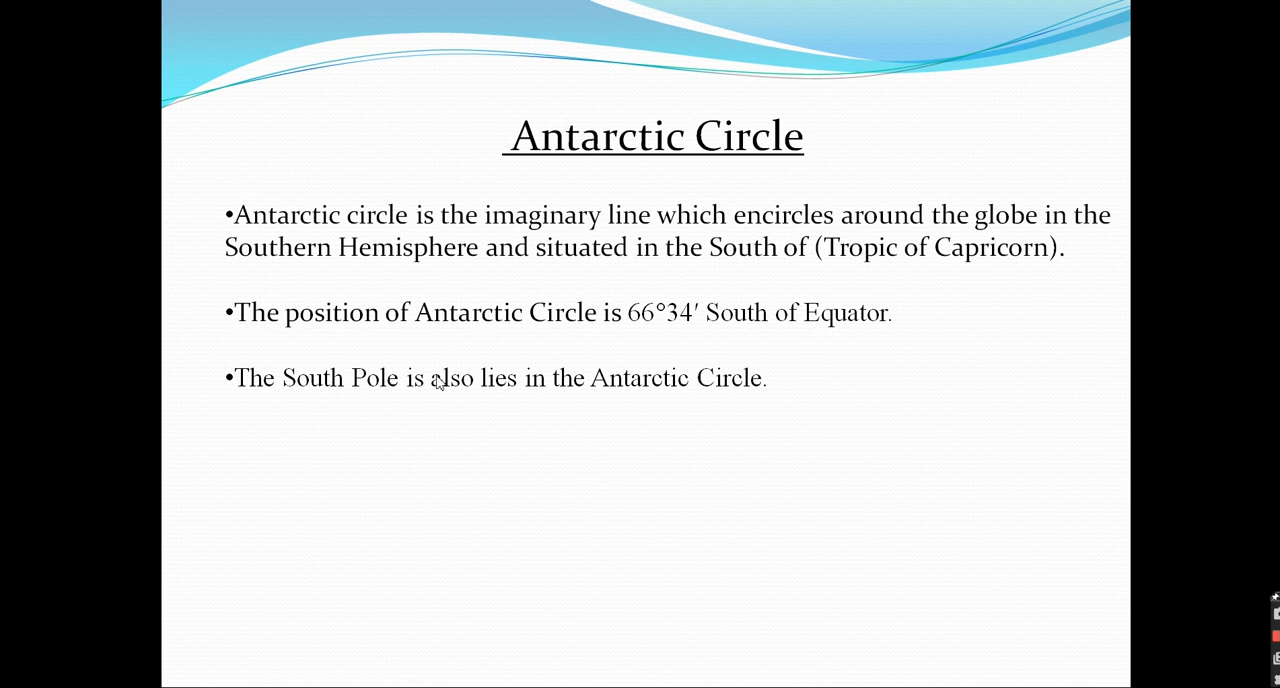 Antarctic Circle
•Antarctic circle is the imaginary line which encircles around the globe in the
Southern Hemisphere and situated in the South of (Tropic of Capricorn).
•The position of Antarctic Circle is 66°34′ South of Equator.
•The South Pole is also lies in the Antarctic Circle.